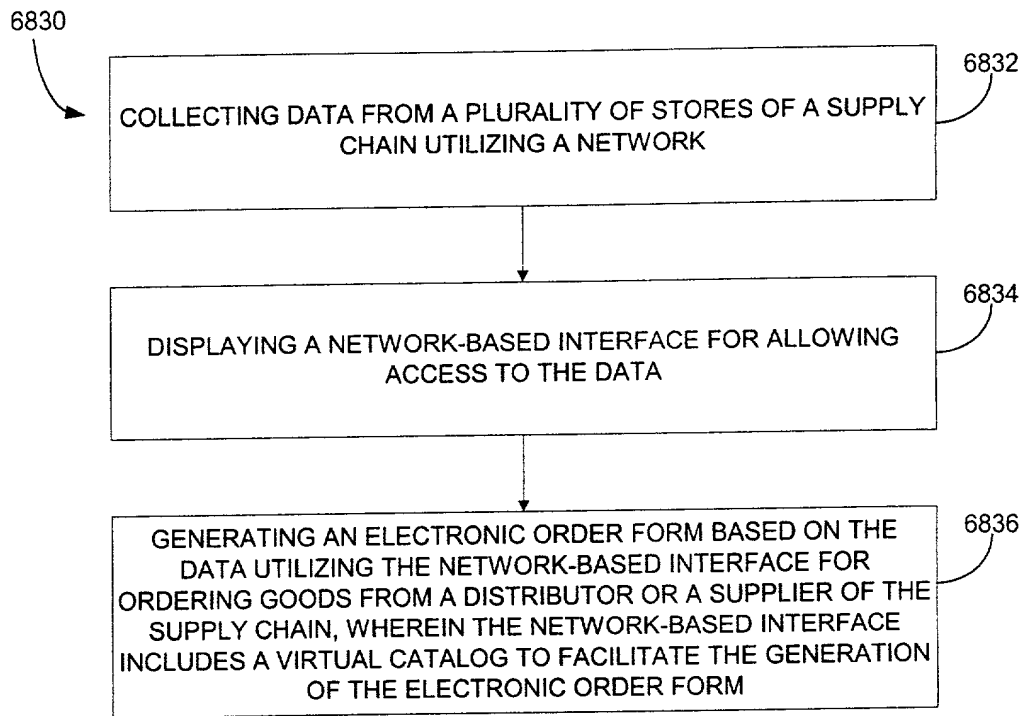 6830
6832
COLLECTING DATA FROM A PLURALITY OF STORES OF A SUPPLY
CHAIN UTILIZING A NETWORK
6834
DISPLAYING A NETWORK-BASED INTERFACE FOR ALLOWING
ACCESS TO THE DATA
6836
GENERATING AN ELECTRONIC ORDER FORM BASED ON THE
DATA UTILIZING THE NETWORK-BASED INTERFACE FOR
ORDERING GOODS FROM A DISTRIBUTOR OR A SUPPLIER OF THE
SUPPLY CHAIN, WHEREIN THE NETWORK-BASED INTERFACE
INCLUDES A VIRTUAL CATALOG TO FACILITATE THE GENERATION
OF THE ELECTRONIC ORDER FORM